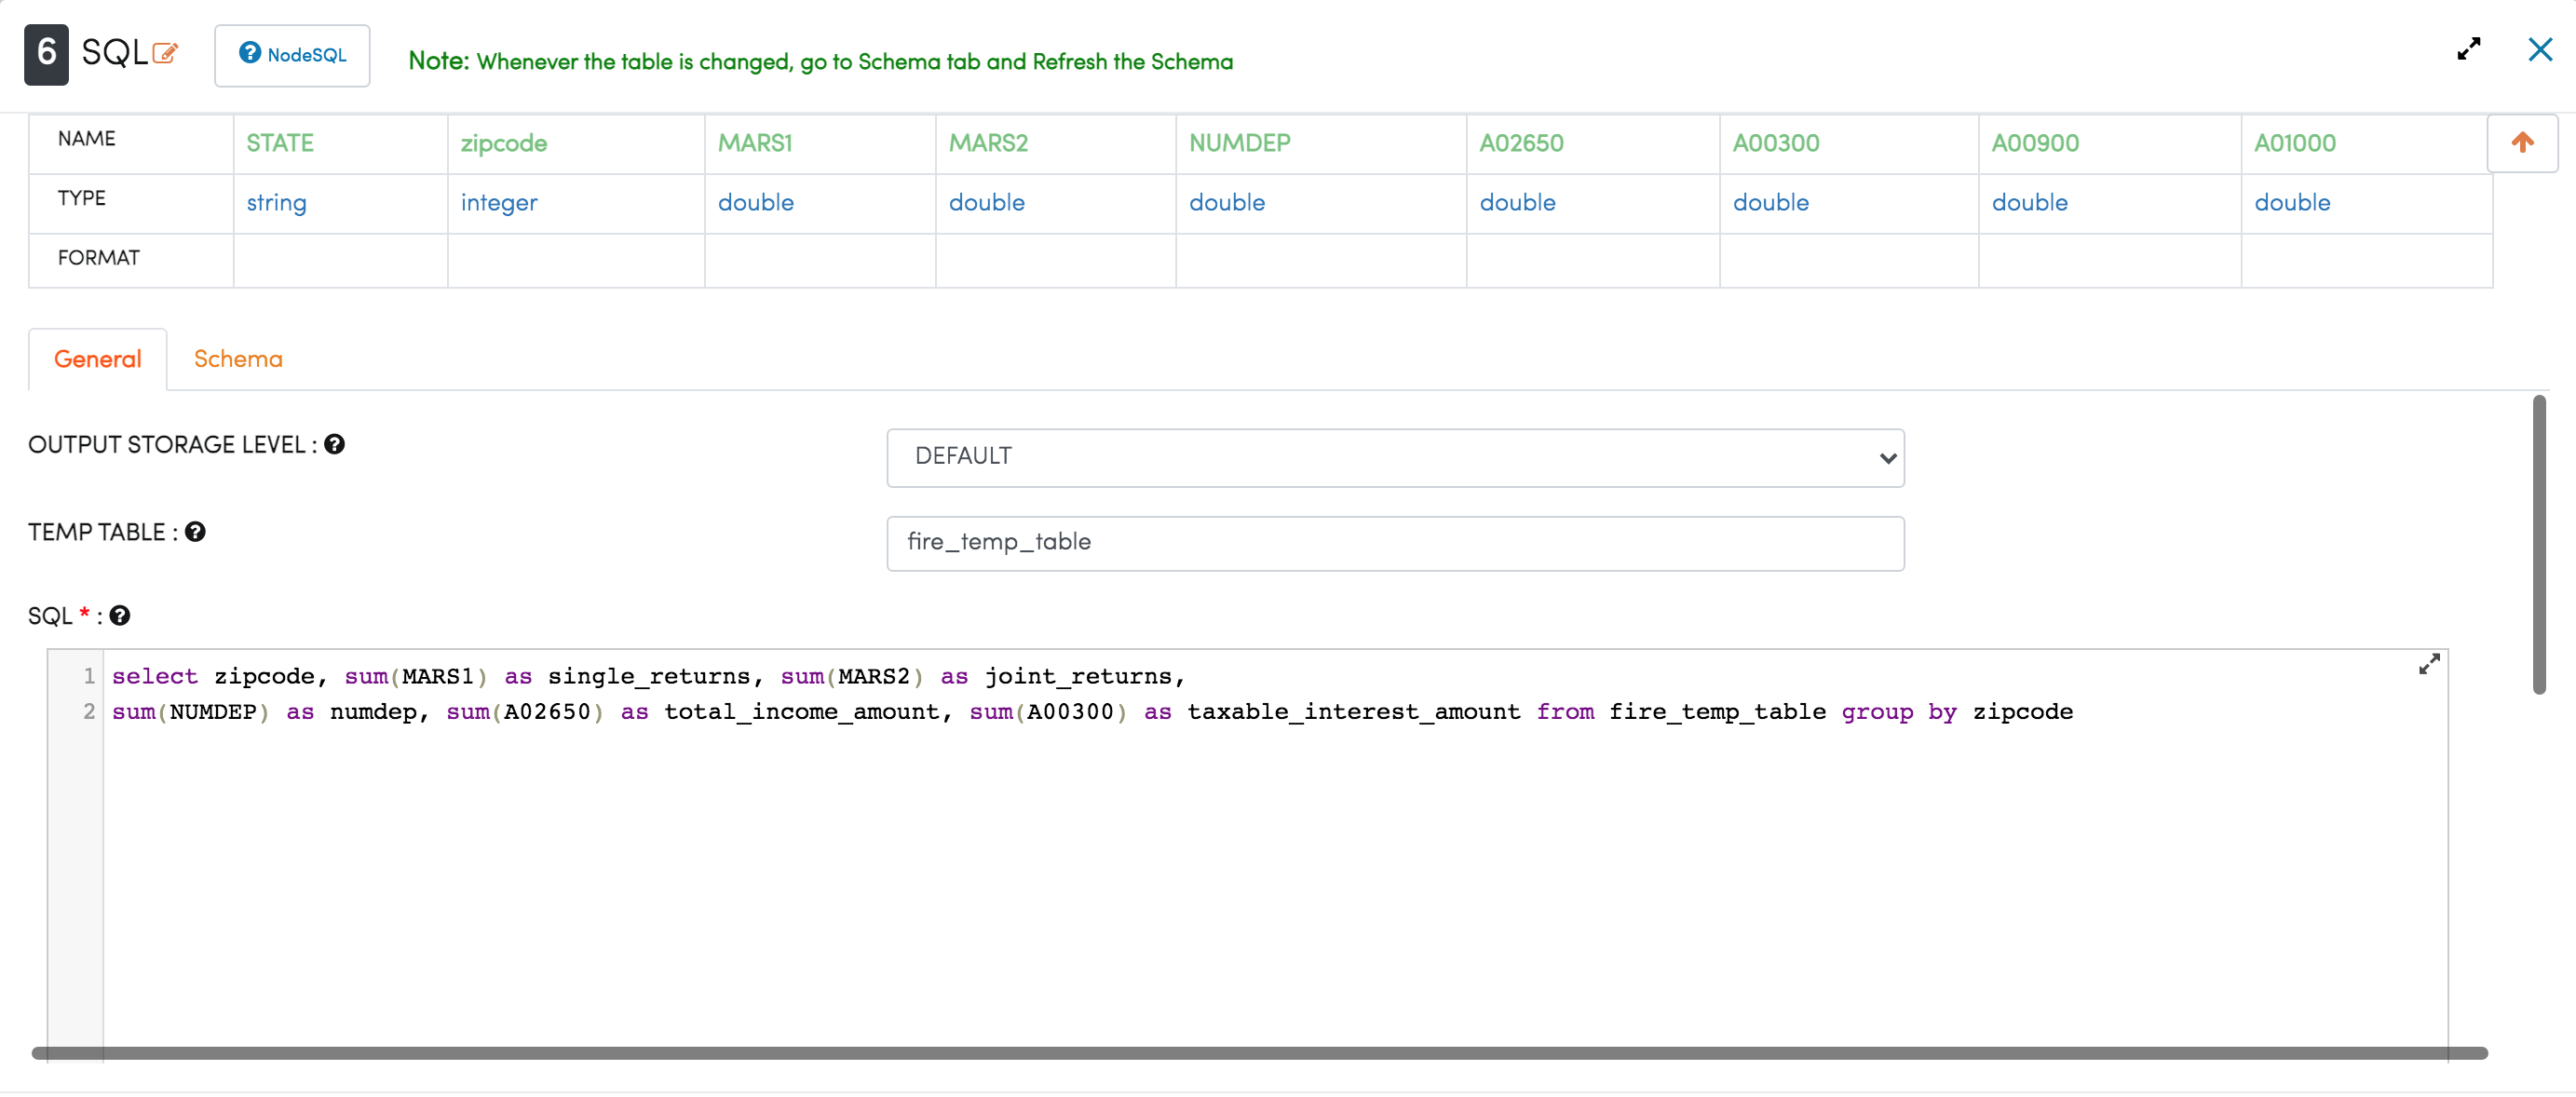 6 SQL NodeSQL Note: Whenever the table is changed, go to Schema tab and Refresh the Schema
NAME STATE zipcode MARS1 MARS2 NUMDEP A02650 A00300 A00900 A01000
TYPE string integer double double double double double double double
FORMAT
General Schema
OUTPUT STORAGE LEVEL : DEFAULT
TEMP TABLE : fire_temp_table
SQL * :
1 select zipcode, sum(MARS1) as single_returns, sum(MARS2) as joint_returns,
2 sum(NUMDEP) as numdep, sum(A02650) as total_income_amount, sum(A00300) as taxable_interest_amount from fire_temp_table group by zipcode